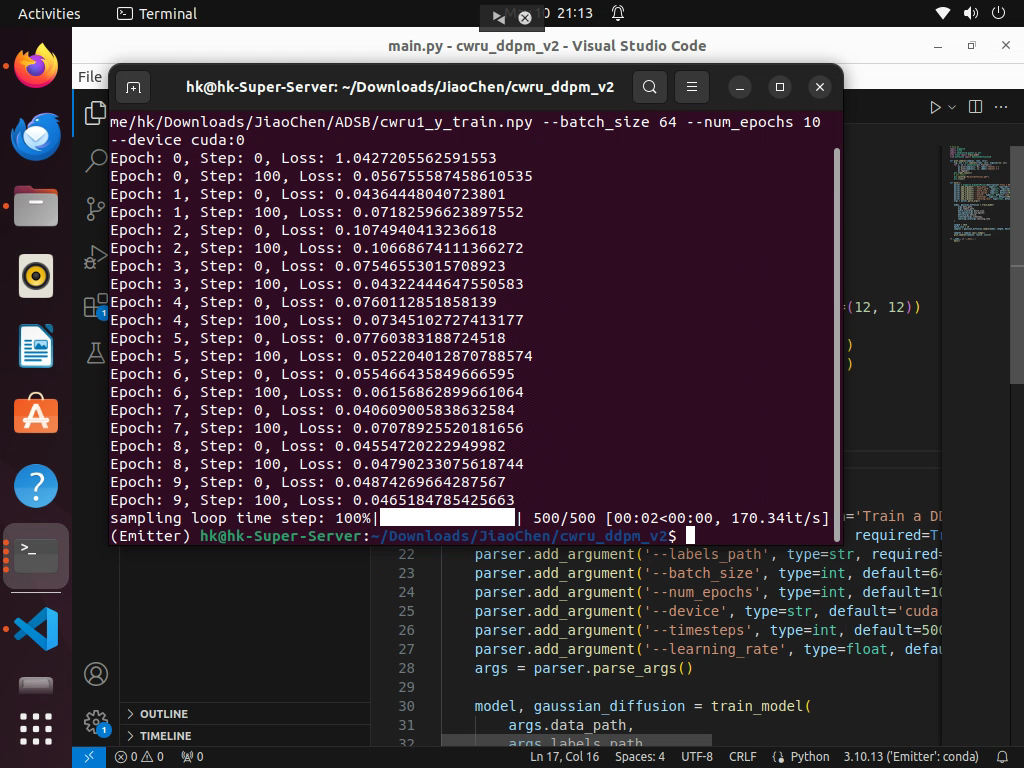 Activities
Terminal
21:13
main.py - cwru_ddpm_v2 - Visual Studio Code
File
hk@hk-Super-Server: ~/Downloads/JiaoChen/cwru_ddpm_v2
me/hk/Downloads/JiaoChen/ADSB/cwru1_y_train.npy --batch_size 64 --num_epochs 10
--device cuda:0
Epoch: 0, Step: 0, Loss: 1.0427205562591553
Epoch: 0, Step: 100, Loss: 0.056755587458610535
Epoch: 1, Step: 0, Loss: 0.04364448040723801
Epoch: 1, Step: 100, Loss: 0.07182596623897552
Epoch: 2, Step: 0, Loss: 0.1074940413236618
Epoch: 2, Step: 100, Loss: 0.10668674111366272
Epoch: 3, Step: 0, Loss: 0.07546553015708923
Epoch: 3, Step: 100, Loss: 0.04322444647550583
Epoch: 4, Step: 0, Loss: 0.0760112851858139
Epoch: 4, Step: 100, Loss: 0.07345102727413177
Epoch: 5, Step: 0, Loss: 0.07760383188724518
Epoch: 5, Step: 100, Loss: 0.052204012870788574
Epoch: 6, Step: 0, Loss: 0.055466435849666595
Epoch: 6, Step: 100, Loss: 0.06156862899661064
Epoch: 7, Step: 0, Loss: 0.040609005838632584
Epoch: 7, Step: 100, Loss: 0.07078925520181656
Epoch: 8, Step: 0, Loss: 0.04554720222949982
Epoch: 8, Step: 100, Loss: 0.04790233075618744
Epoch: 9, Step: 0, Loss: 0.04874269664287567
Epoch: 9, Step: 100, Loss: 0.0465184785425663
sampling loop time step: 100%| | 500/500 [00:02<00:00, 170.34it/s]
(Emitter) hk@hk-Super-Server:~/Downloads/JiaoChen/cwru_ddpm_v2$
=(12, 12))
)
)
='Train a DD
required=Tr
22 parser.add_argument('--labels_path', type=str, required=
23 parser.add_argument('--batch_size', type=int, default=64
24 parser.add_argument('--num_epochs', type=int, default=10
25 parser.add_argument('--device', type=str, default='cuda
26 parser.add_argument('--timesteps', type=int, default=500
27 parser.add_argument('--learning_rate', type=float, defau
28 args = parser.parse_args()
29
30 model, gaussian_diffusion = train_model(
31 args.data_path,
32 args.labels_path
OUTLINE
TIMELINE
0 0 0
Ln 17, Col 16
Spaces: 4
UTF-8
CRLF
Python
3.10.13 ('Emitter': conda)